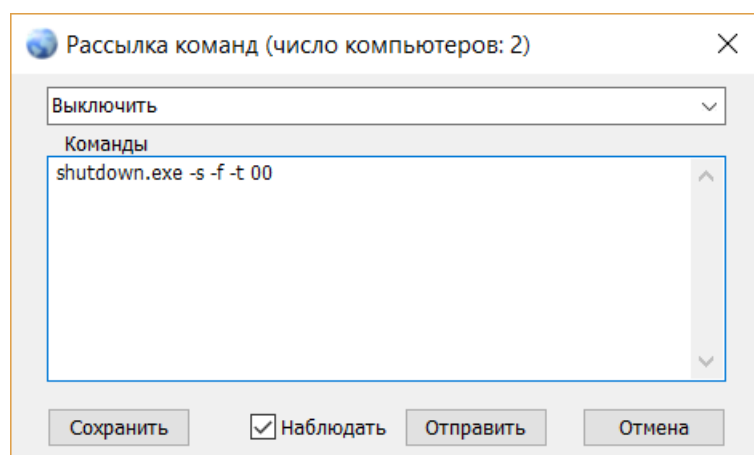 Рассылка команд (число компьютеров: 2)
Выключить
Команды
shutdown.exe -s -f -t 00
Сохранить Наблюдать Отправить Отмена